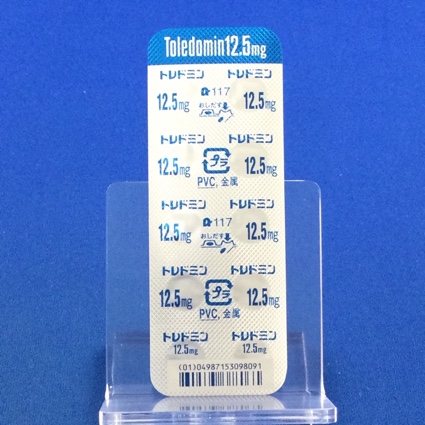 Toledomin12.5mg
トレドミン トレドミン
12.5mg 117 12.5mg
おしだす
トレドミン トレドミン
12.5mg プラ 12.5mg
PVC, 金属
トレドミン トレドミン
12.5mg 117 12.5mg
おしだす
トレドミン トレドミン
12.5mg プラ 12.5mg
PVC, 金属
トレドミン トレドミン
12.5mg 12.5mg
(01)04987153098091